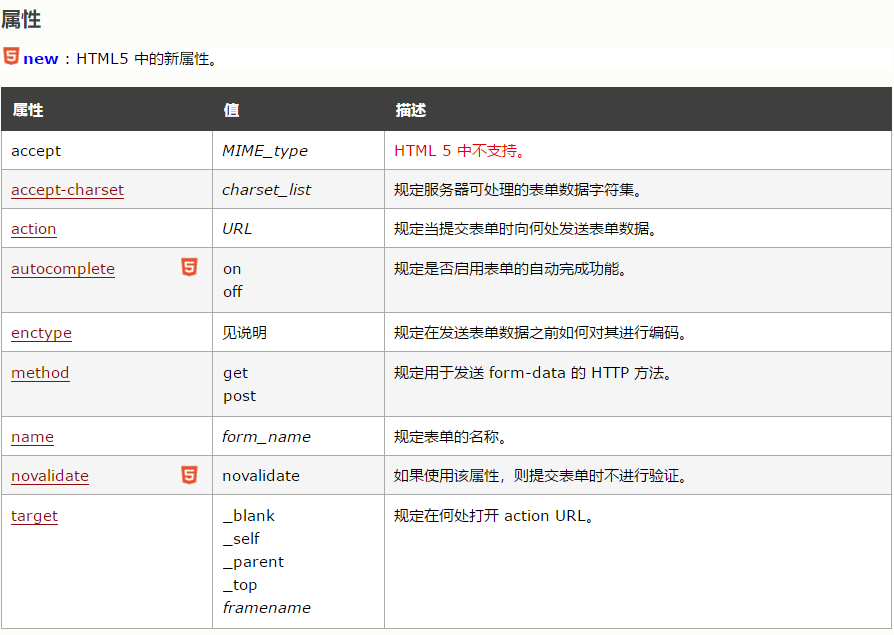 属性
5 new : HTML5 中的新属性。
属性 值 描述
accept MIME_type HTML 5 中不支持。
accept-charset charset_list 规定服务器可处理的表单数据字符集。
action URL 规定当提交表单时向何处发送表单数据。
autocomplete 5 on 规定是否启用表单的自动完成功能。
off
enctype 见说明 规定在发送表单数据之前如何对其进行编码。
method get 规定用于发送 form-data 的 HTTP 方法。
post
name form_name 规定表单的名称。
novalidate 5 novalidate 如果使用该属性，则提交表单时不进行验证。
target _blank 规定在何处打开 action URL。
_self
_parent
_top
framename